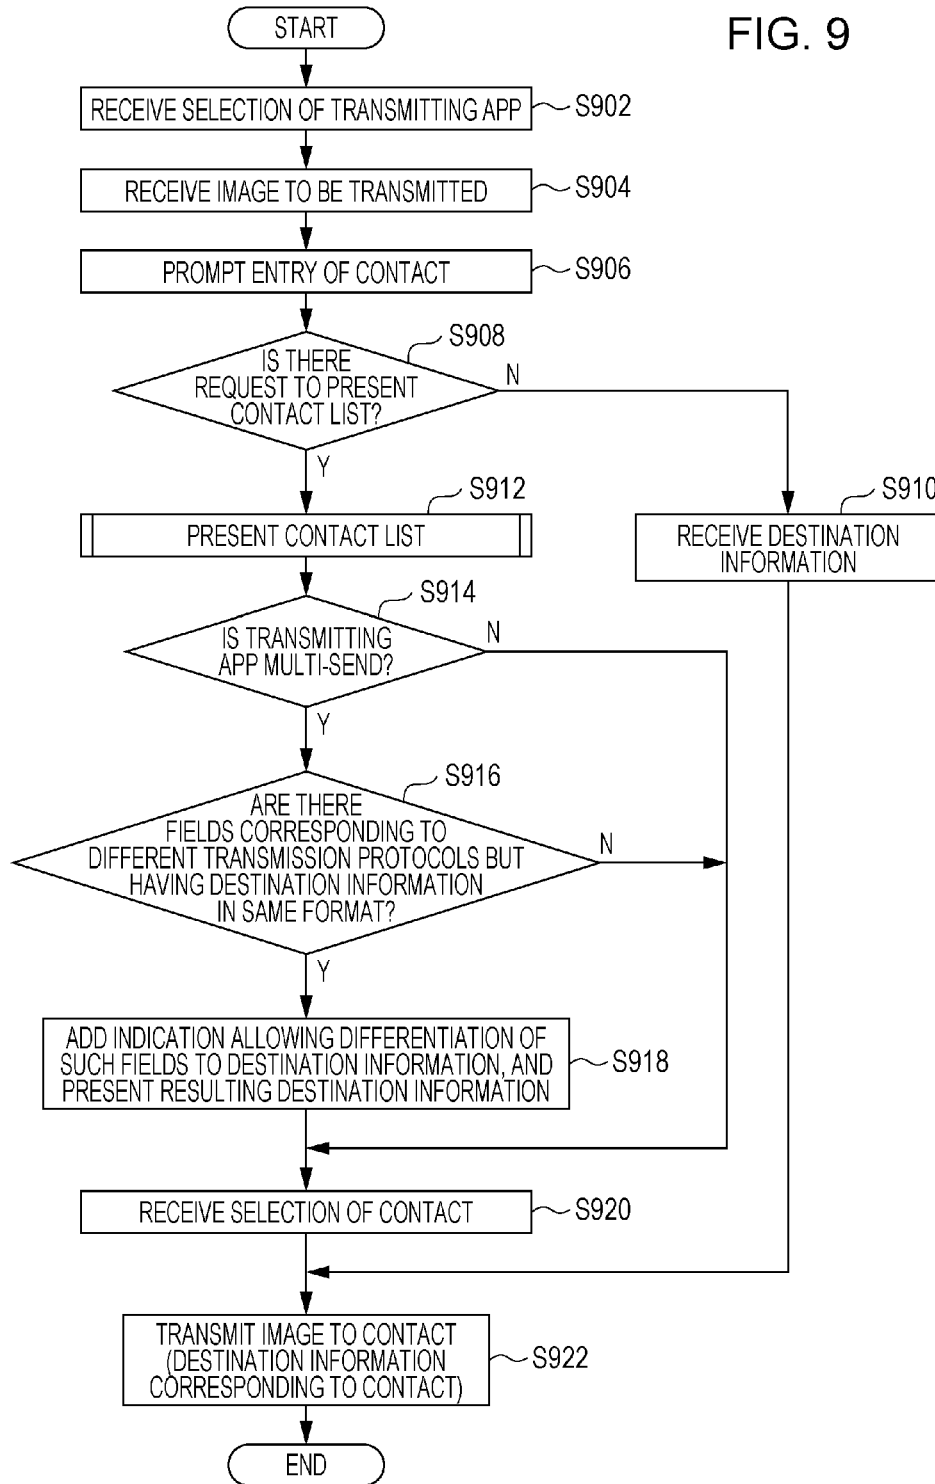 FIG. 9
START
RECEIVE SELECTION OF TRANSMITTING APP
S902
RECEIVE IMAGE TO BE TRANSMITTED
S904
PROMPT ENTRY OF CONTACT
S906
S908
IS THERE
REQUEST TO PRESENT
CONTACT LIST?
N
Y
S912
PRESENT CONTACT LIST
S910
RECEIVE DESTINATION
INFORMATION
S914
IS TRANSMITTING
APP MULTI-SEND?
N
Y
S916
ARE THERE
FIELDS CORRESPONDING TO
DIFFERENT TRANSMISSION PROTOCOLS BUT
HAVING DESTINATION INFORMATION
IN SAME FORMAT?
N
Y
ADD INDICATION ALLOWING DIFFERENTIATION OF
SUCH FIELDS TO DESTINATION INFORMATION, AND
PRESENT RESULTING DESTINATION INFORMATION
S918
RECEIVE SELECTION OF CONTACT
S920
TRANSMIT IMAGE TO CONTACT
(DESTINATION INFORMATION
CORRESPONDING TO CONTACT)
S922
END